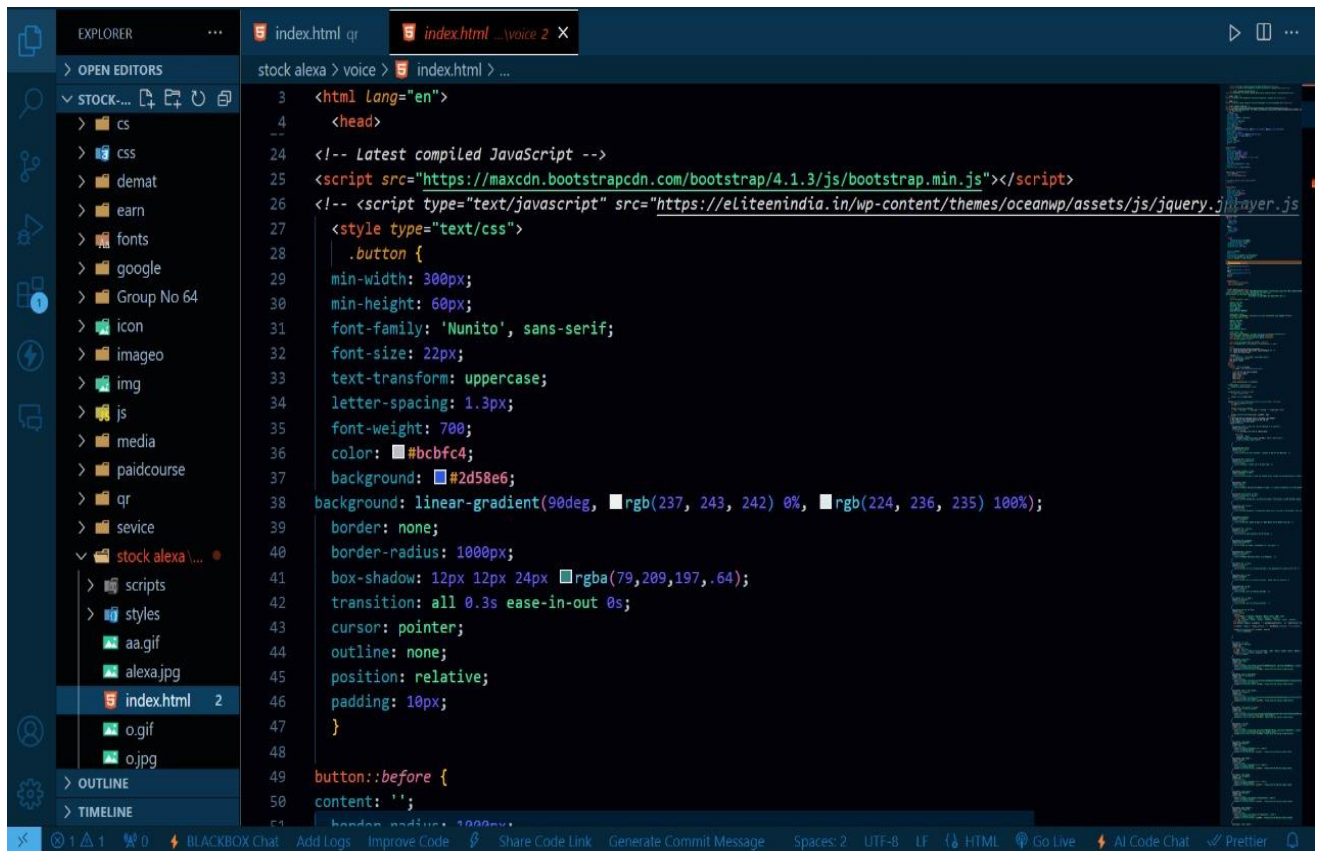 EXPLORER ...
index.html qr
index.html ...\voice 2
OPEN EDITORS
stock alexa > voice > index.html > ...
STOCK-...
cs
css
demat
earn
fonts
google
Group No 64
icon
imageo
img
js
media
paidcourse
qr
sevice
stock alexa \...
scripts
styles
aa.gif
alexa.jpg
index.html 2
o.gif
o.jpg
OUTLINE
TIMELINE
1
3 <html lang="en">
4 <head>
24 <!-- Latest compiled JavaScript -->
25 <script src="https://maxcdn.bootstrapcdn.com/bootstrap/4.1.3/js/bootstrap.min.js"></script>
26 <!-- <script type="text/javascript" src="https://eliteenindia.in/wp-content/themes/oceanwp/assets/js/jquery.jplayer.js
27 <style type="text/css">
28 .button {
29 min-width: 300px;
30 min-height: 60px;
31 font-family: 'Nunito', sans-serif;
32 font-size: 22px;
33 text-transform: uppercase;
34 letter-spacing: 1.3px;
35 font-weight: 700;
36 color: #bcbfc4;
37 background: #2d58e6;
38 background: linear-gradient(90deg, rgb(237, 243, 242) 0%, rgb(224, 236, 235) 100%);
39 border: none;
40 border-radius: 1000px;
41 box-shadow: 12px 12px 24px rgba(79,209,197,.64);
42 transition: all 0.3s ease-in-out 0s;
43 cursor: pointer;
44 outline: none;
45 position: relative;
46 padding: 10px;
47 }
48
49 button::before {
50 content: '';
51 border-radius: 1000px;
1 1 0 BLACKBOX Chat Add Logs Improve Code Share Code Link Generate Commit Message Spaces: 2 UTF-8 LF HTML Go Live AI Code Chat Prettier